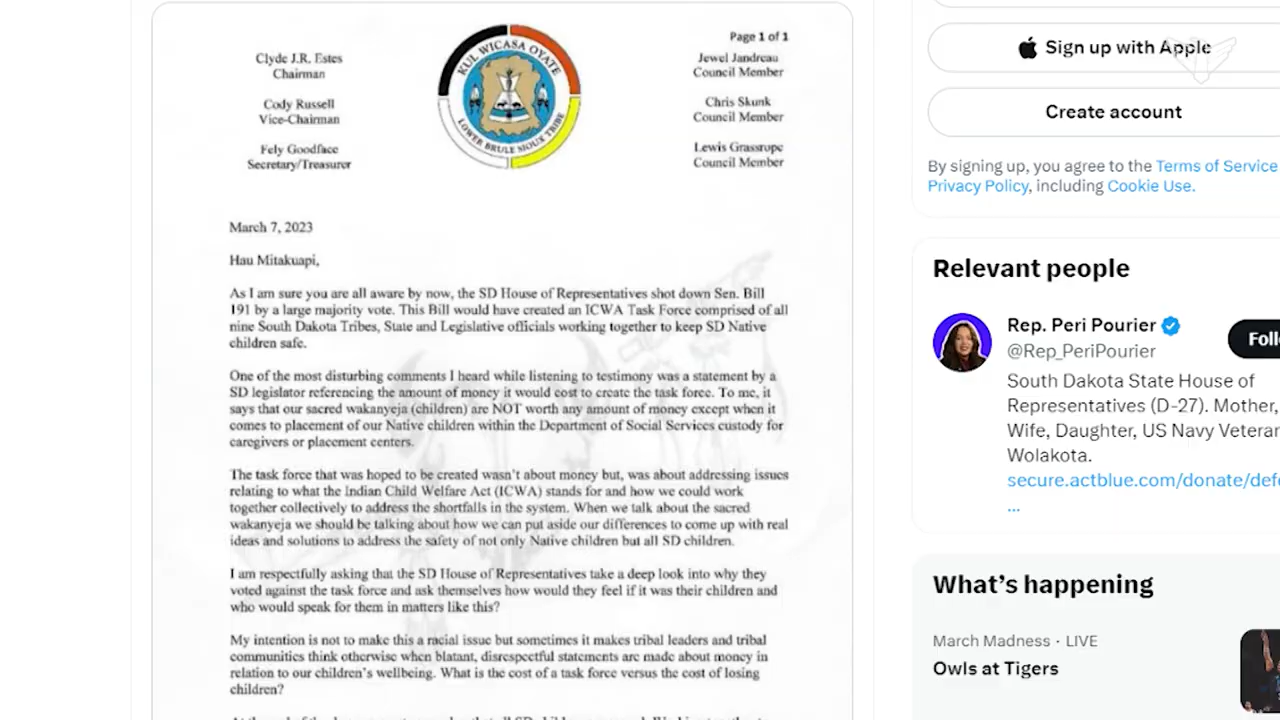 Page 1 of 1
Clyde J.R. Estes
Chairman
Cody Russell
Vice-Chairman
Fely Goodface
Secretary/Treasurer
KUL WICASA OYATE
LOWER BRULE SIOUX TRIBE
Jewel Jandreau
Council Member
Chris Skunk
Council Member
Lewis Grassrope
Council Member
March 7, 2023
Hau Mitakuapi,
As I am sure you are all aware by now, the SD House of Representatives shot down Sen. Bill
191 by a large majority vote. This Bill would have created an ICWA Task Force comprised of all
nine South Dakota Tribes, State and Legislative officials working together to keep SD Native
children safe.
One of the most disturbing comments I heard while listening to testimony was a statement by a
SD legislator referencing the amount of money it would cost to create the task force. To me, it
says that our sacred wakanyeja (children) are NOT worth any amount of money except when it
comes to placement of our Native children within the Department of Social Services custody for
caregivers or placement centers.
The task force that was hoped to be created wasn't about money but, was about addressing issues
relating to what the Indian Child Welfare Act (ICWA) stands for and how we could work
together collectively to address the shortfalls in the system. When we talk about the sacred
wakanyeja we should be talking about how we can put aside our differences to come up with real
ideas and solutions to address the safety of not only Native children but all SD children.
I am respectfully asking that the SD House of Representatives take a deep look into why they
voted against the task force and ask themselves how would they feel if it was their children and
who would speak for them in matters like this?
My intention is not to make this a racial issue but sometimes it makes tribal leaders and tribal
communities think otherwise when blatant, disrespectful statements are made about money in
relation to our children's wellbeing. What is the cost of a task force versus the cost of losing
children?
Sign up with Apple
Create account
By signing up, you agree to the Terms of Service
Privacy Policy, including Cookie Use.
Relevant people
Rep. Peri Pourier
@Rep_PeriPourier
South Dakota State House of
Representatives (D-27). Mother,
Wife, Daughter, US Navy Veteran
Wolakota.
secure.actblue.com/donate/defe
...
Foll
What's happening
March Madness · LIVE
Owls at Tigers